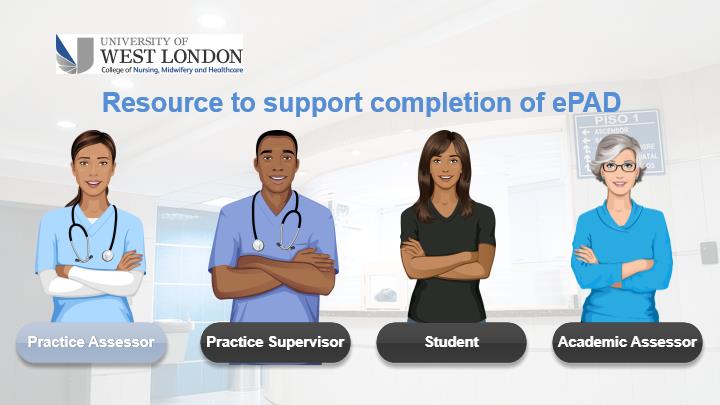 UNIVERSITY OF
WEST LONDON
College of Nursing, Midwifery and Healthcare
Resource to support completion of ePAD
PISO 1
ASCENSOR
Practice Assessor
Practice Supervisor
Student
Academic Assessor